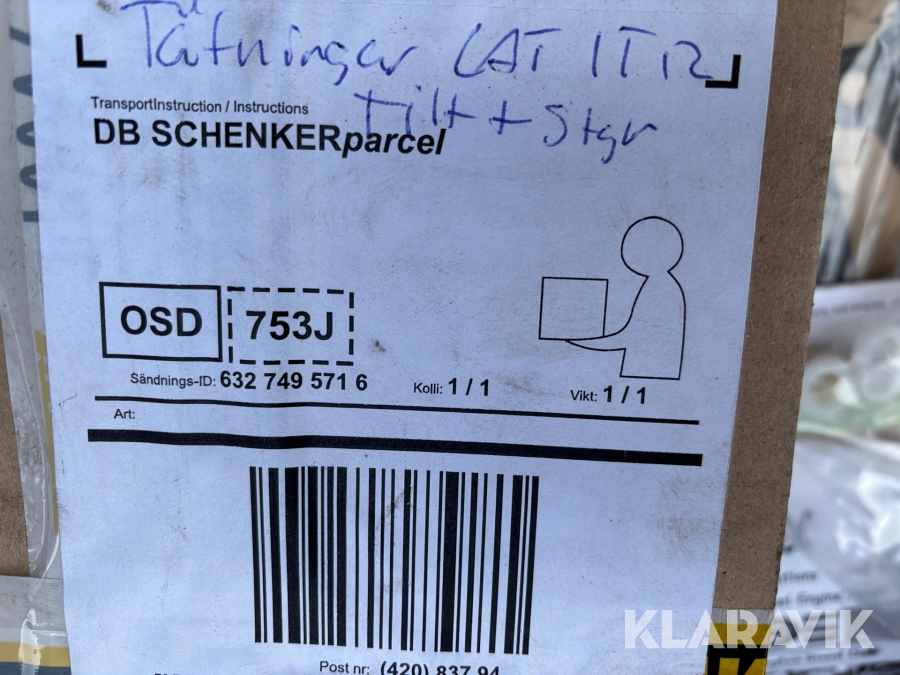 Tätningar CAT IT12
tilt + styr
TransportInstruction / Instructions
DB SCHENKERparcel
OSD 753J
Sändnings-ID: 632 749 571 6 Kolli: 1 / 1 Vikt: 1 / 1
Art:
Post nr: (420) 837 94
KLARAVIK